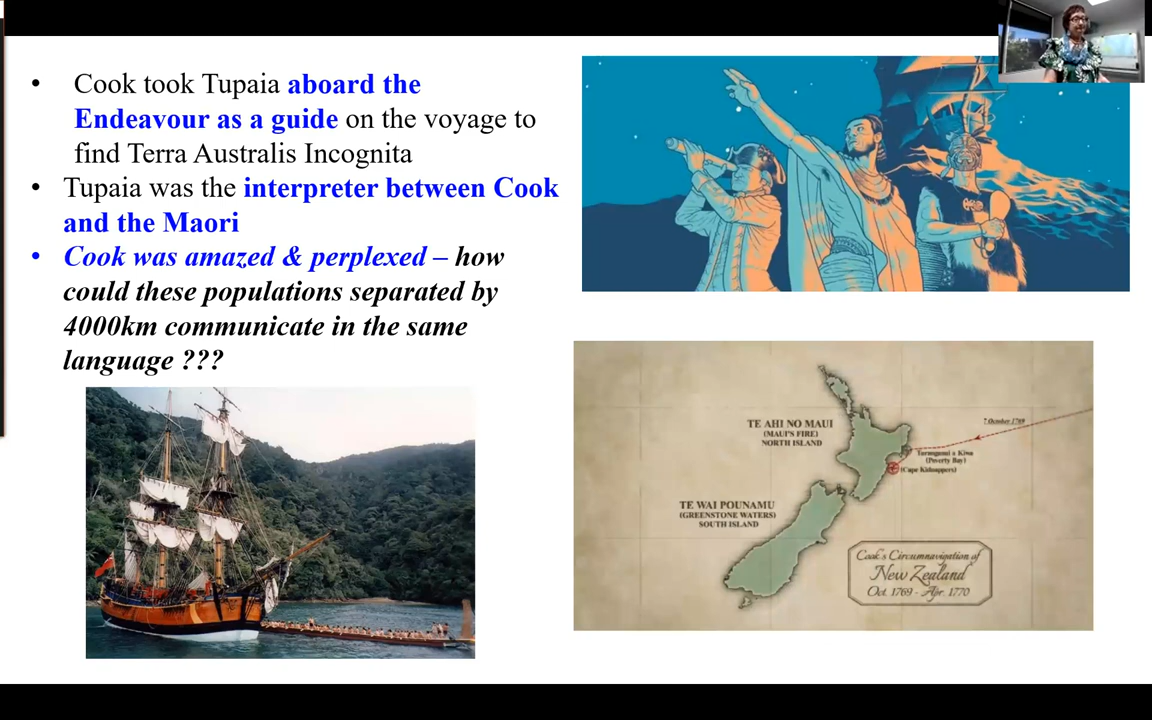 • Cook took Tupaia aboard the
Endeavour as a guide on the voyage to
find Terra Australis Incognita
• Tupaia was the interpreter between Cook
and the Maori
• Cook was amazed & perplexed – how
could these populations separated by
4000km communicate in the same
language ???
TE AHI NO MAUI
(MAUI'S FIRE)
NORTH ISLAND
7 October 1769
(Poverty Bay)
(Cape Kidnappers)
TE WAI POUNAMU
(GREENSTONE WATERS)
SOUTH ISLAND
Cook's Circumnavigation of
New Zealand
Oct. 1769 - Apr. 1770